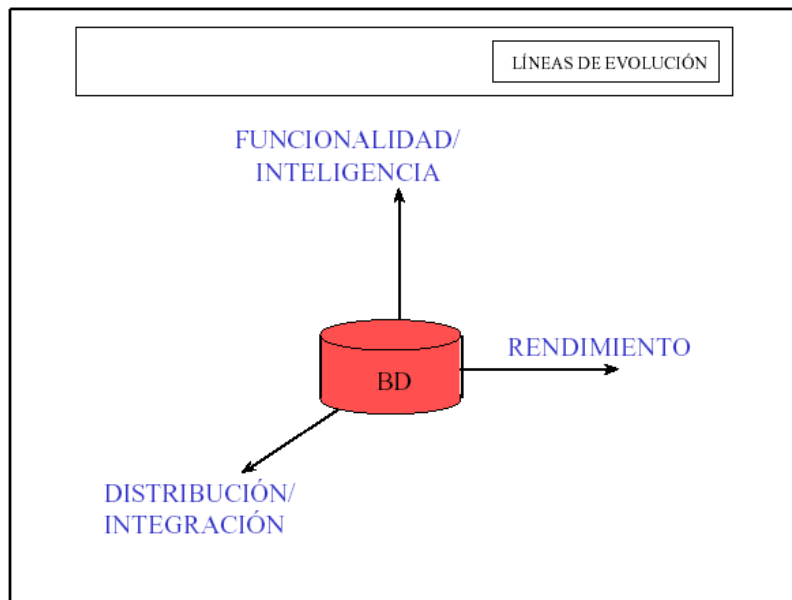 LÍNEAS DE EVOLUCIÓN
FUNCIONALIDAD/
INTELIGENCIA
RENDIMIENTO
BD
DISTRIBUCIÓN/
INTEGRACIÓN